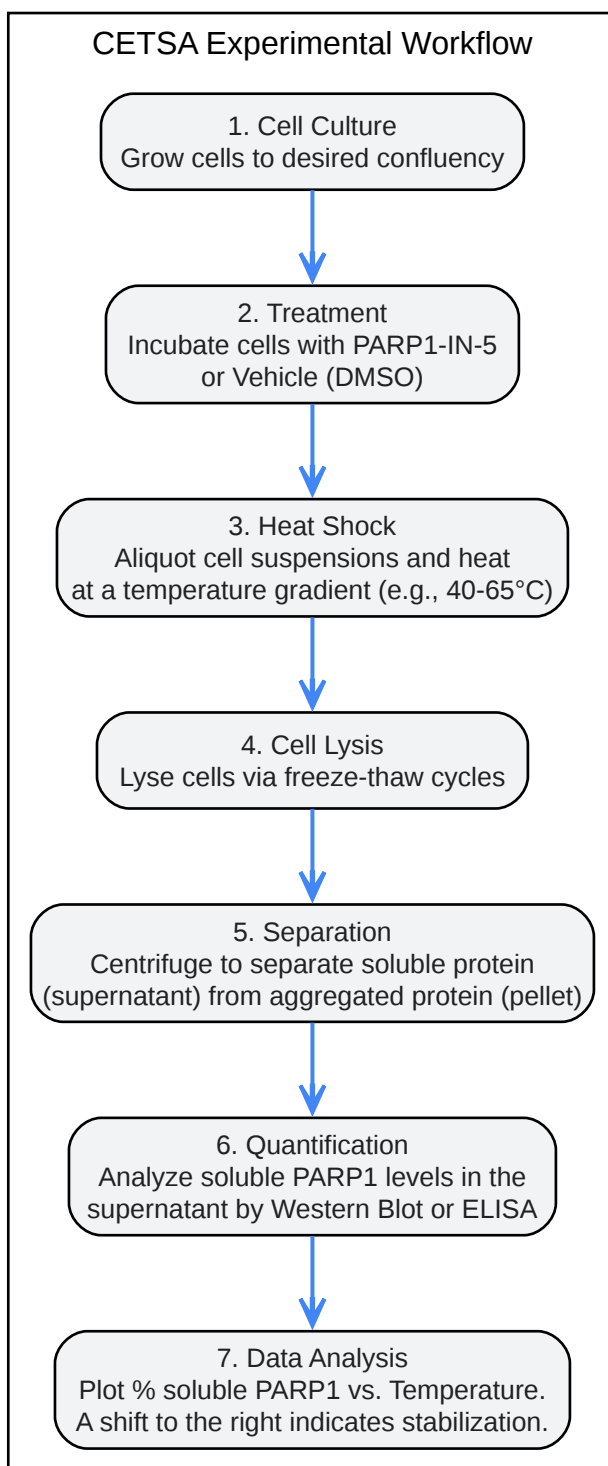 CETSA Experimental Workflow
1. Cell Culture
Grow cells to desired confluency
2. Treatment
Incubate cells with PARP1-IN-5
or Vehicle (DMSO)
3. Heat Shock
Aliquot cell suspensions and heat
at a temperature gradient (e.g., 40-65°C)
4. Cell Lysis
Lyse cells via freeze-thaw cycles
5. Separation
Centrifuge to separate soluble protein
(supernatant) from aggregated protein (pellet)
6. Quantification
Analyze soluble PARP1 levels in the
supernatant by Western Blot or ELISA
7. Data Analysis
Plot % soluble PARP1 vs. Temperature.
A shift to the right indicates stabilization.